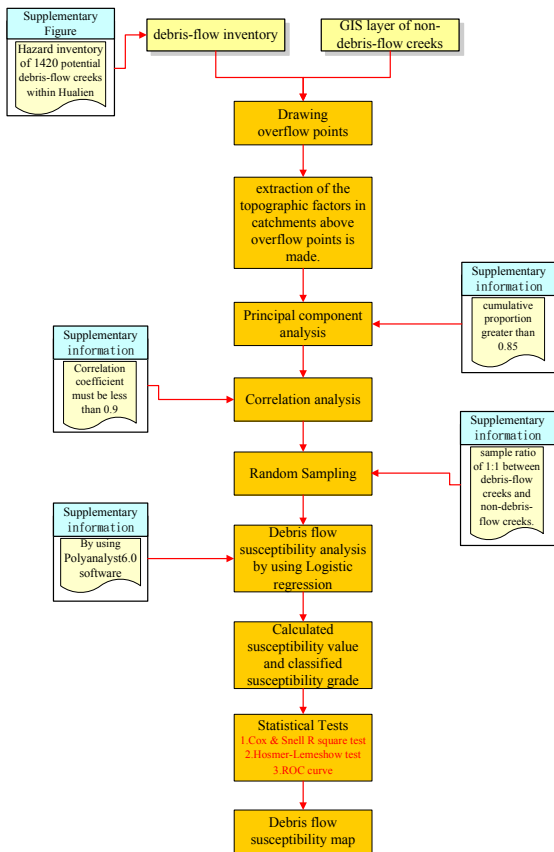 Supplementary
Figure
Hazard inventory
of 1420 potential
debris-flow creeks
within Hualien
debris-flow inventory
GIS layer of non-
debris-flow creeks
Drawing
overflow points
extraction of the
topographic factors in
catchments above
overflow points is
made.
Supplementary
information
cumulative
proportion
greater than
0.85
Principal component
analysis
Supplementary
information
Correlation
coefficient
must be less
than 0.9
Correlation analysis
Supplementary
information
sample ratio
of 1:1 between
debris-flow
creeks and
non-debris-
flow creeks.
Random Sampling
Supplementary
information
By using
Polyanalyst6.0
software
Debris flow
susceptibility analysis
by using Logistic
regression
Calculated
susceptibility value
and classified
susceptibility grade
Statistical Tests
1.Cox & Snell R square test
2.Hosmer-Lemeshow test
3.ROC curve
Debris flow
susceptibility map